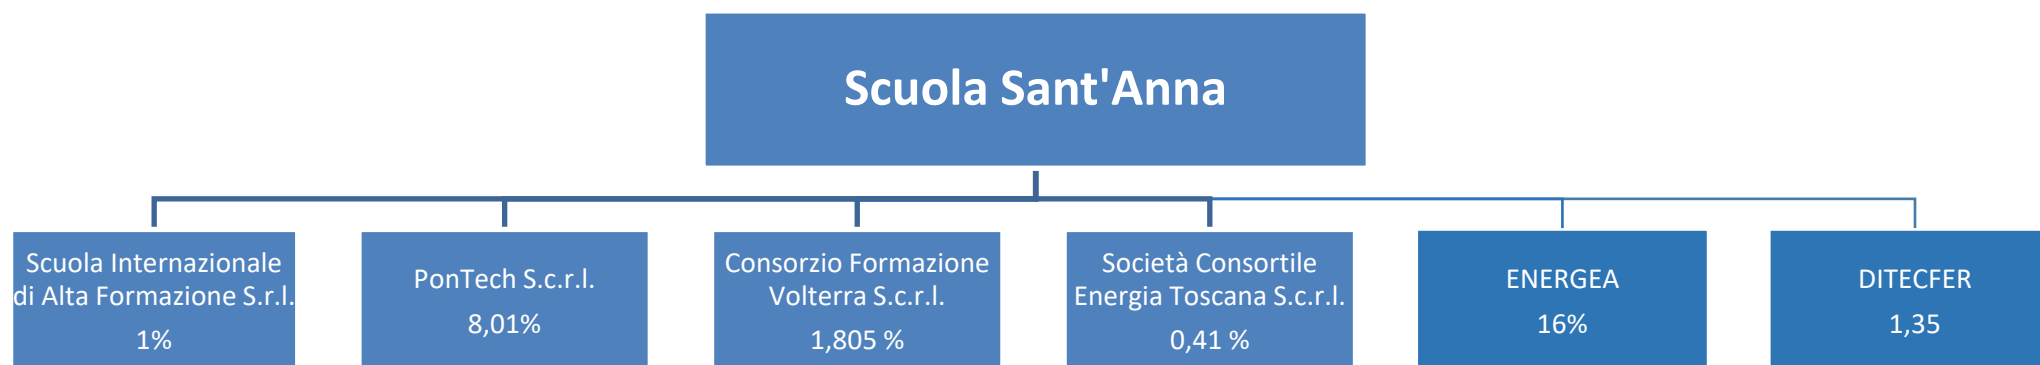 Scuola Sant'Anna
Scuola Internazionale
di Alta Formazione S.r.l.
1%
PonTech S.c.r.l.
8,01%
Consorzio Formazione
Volterra S.c.r.l.
1,805 %
Società Consortile
Energia Toscana S.c.r.l.
0,41 %
ENERGEA
16%
DITECFER
1,35